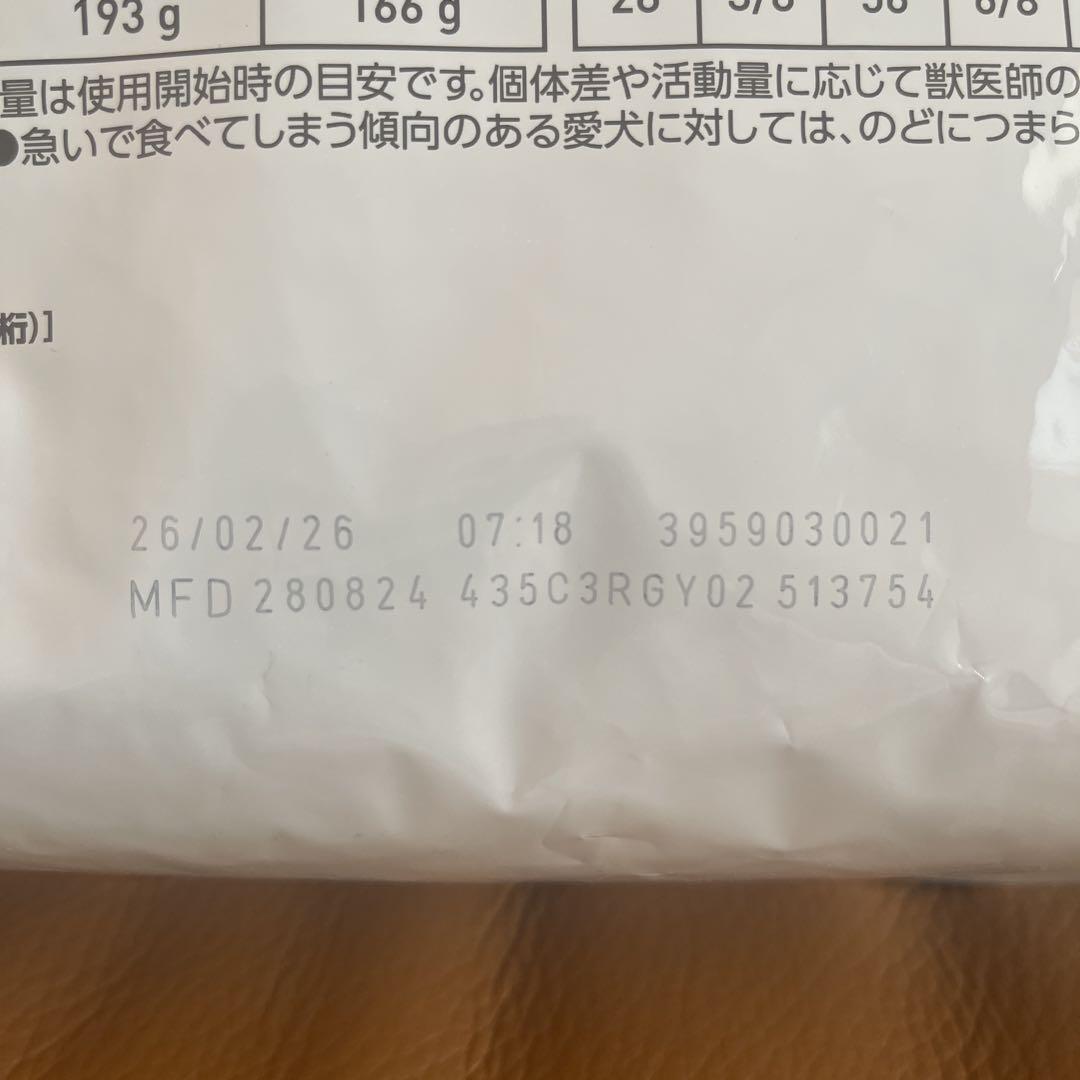 193 g 166 g
量は使用開始時の目安です。個体差や活動量に応じて獣医師の
●急いで食べてしまう傾向のある愛犬に対しては、のどにつまら
桁)]
26/02/26 07:18 3959030021
MFD 280824 435C3RGY02 513754